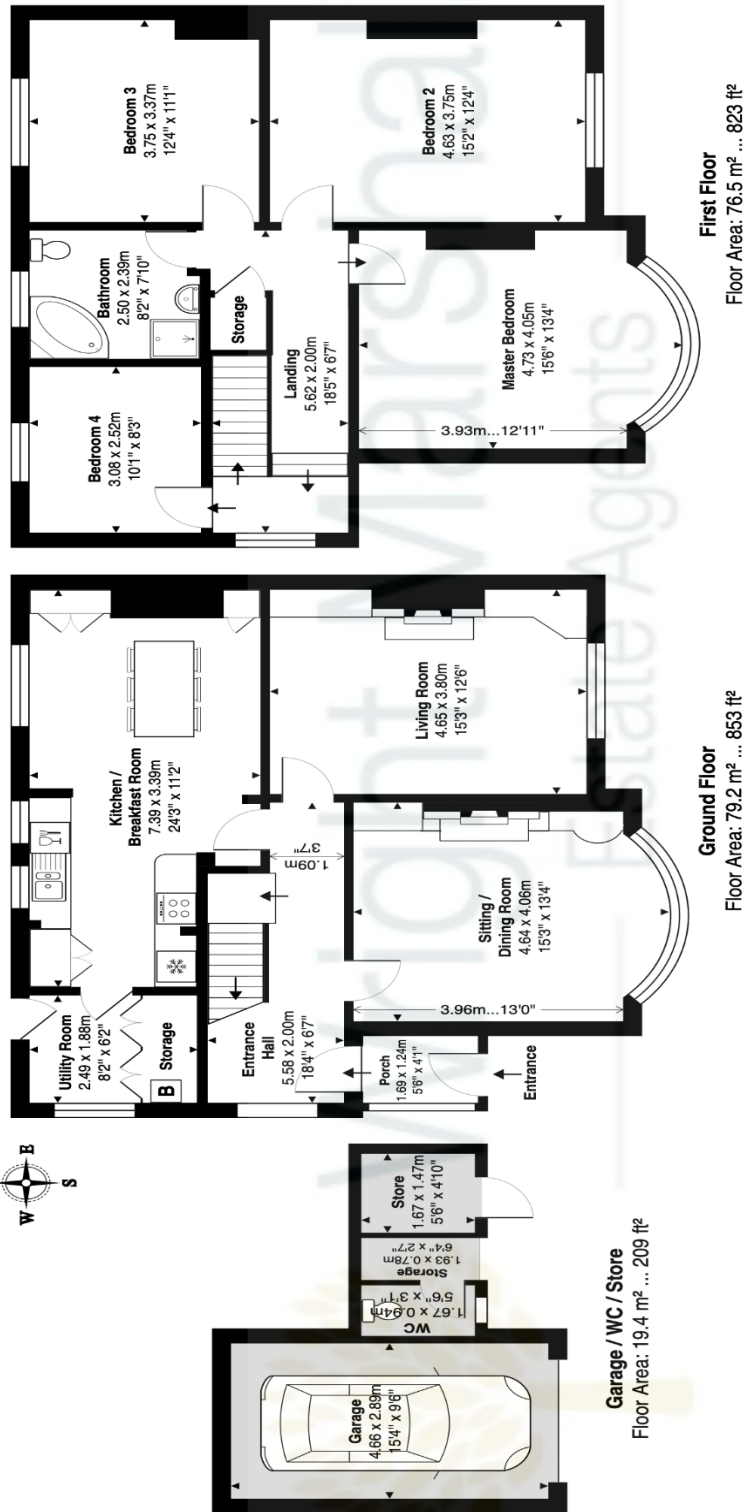 Garage
4.66 x 2.89m
15'4" x 9'6"
WC
1.67 x 0.94m
5'6" x 3'1"
Storage
1.93 x 0.78m
6'4" x 2'7"
Store
1.67 x 1.47m
5'6" x 4'10"
Garage / WC / Store
Floor Area: 19.4 m² ... 209 ft²
W
E
S
Utility Room
2.49 x 1.88m
8'2" x 6'2"
B
Storage
Kitchen /
Breakfast Room
7.39 x 3.39m
24'3" x 11'2"
Entrance
Hall
5.58 x 2.00m
18'4" x 6'7"
1.09m
3'7"
Porch
1.69 x 1.24m
5'6" x 4'1"
Entrance
Sitting /
Dining Room
4.64 x 4.06m
15'3" x 13'4"
3.96m...13'0"
Living Room
4.65 x 3.80m
15'3" x 12'6"
Ground Floor
Floor Area: 79.2 m² ... 853 ft²
Bedroom 4
3.08 x 2.52m
10'1" x 8'3"
Bathroom
2.50 x 2.39m
8'2" x 7'10"
Bedroom 3
3.75 x 3.37m
12'4" x 11'1"
Storage
Landing
5.62 x 2.00m
18'5" x 6'7"
Master Bedroom
4.73 x 4.05m
15'6" x 13'4"
3.93m...12'11"
Bedroom 2
4.63 x 3.75m
15'2" x 12'4"
First Floor
Floor Area: 76.5 m² ... 823 ft²
Wright Marshall
Estate Agents